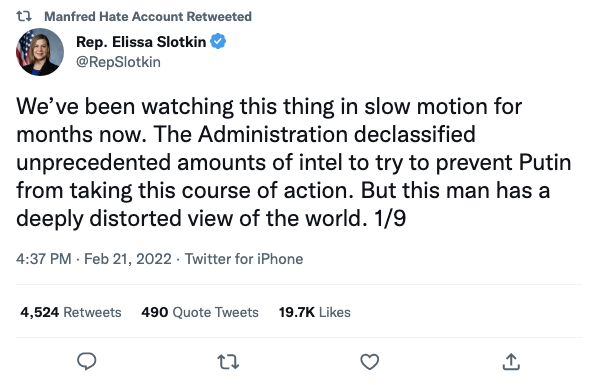 Manfred Hate Account Retweeted
Rep. Elissa Slotkin
@RepSlotkin
We’ve been watching this thing in slow motion for
months now. The Administration declassified
unprecedented amounts of intel to try to prevent Putin
from taking this course of action. But this man has a
deeply distorted view of the world. 1/9
4:37 PM · Feb 21, 2022 · Twitter for iPhone
4,524 Retweets 490 Quote Tweets 19.7K Likes